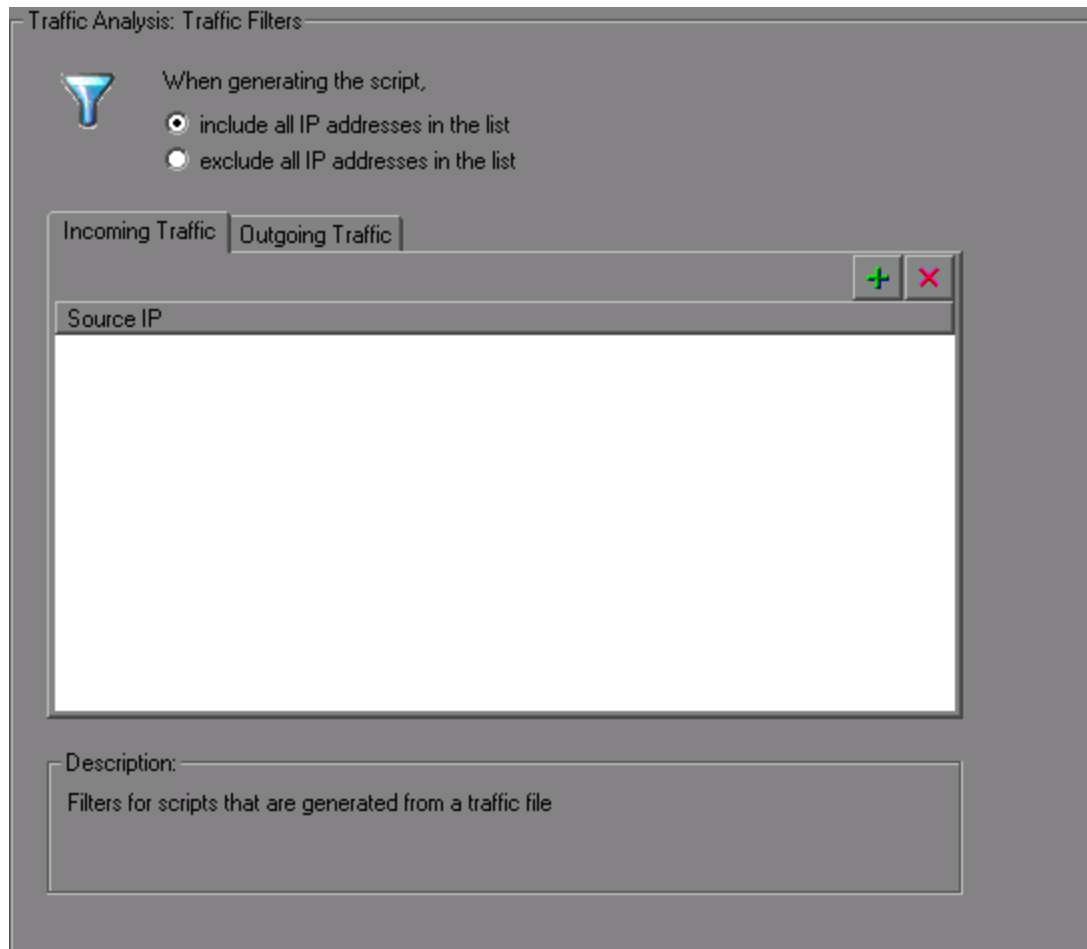 Traffic Analysis: Traffic Filters
When generating the script,
include all IP addresses in the list
exclude all IP addresses in the list
Incoming Traffic Outgoing Traffic
Source IP
Description:
Filters for scripts that are generated from a traffic file